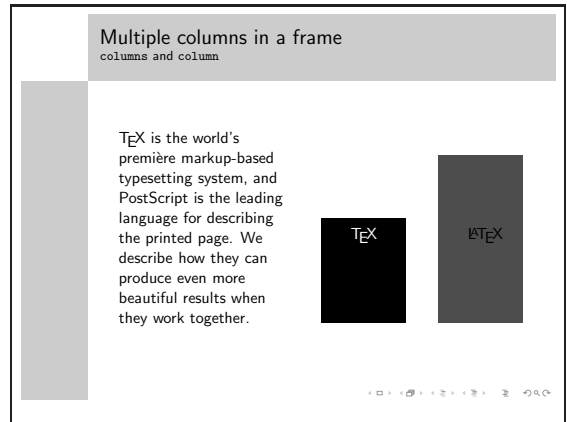 Multiple columns in a frame
columns and column
TEX is the world's
première markup-based
typesetting system, and
PostScript is the leading
language for describing
the printed page. We
describe how they can
produce even more
beautiful results when
they work together.
TEX
LATEX